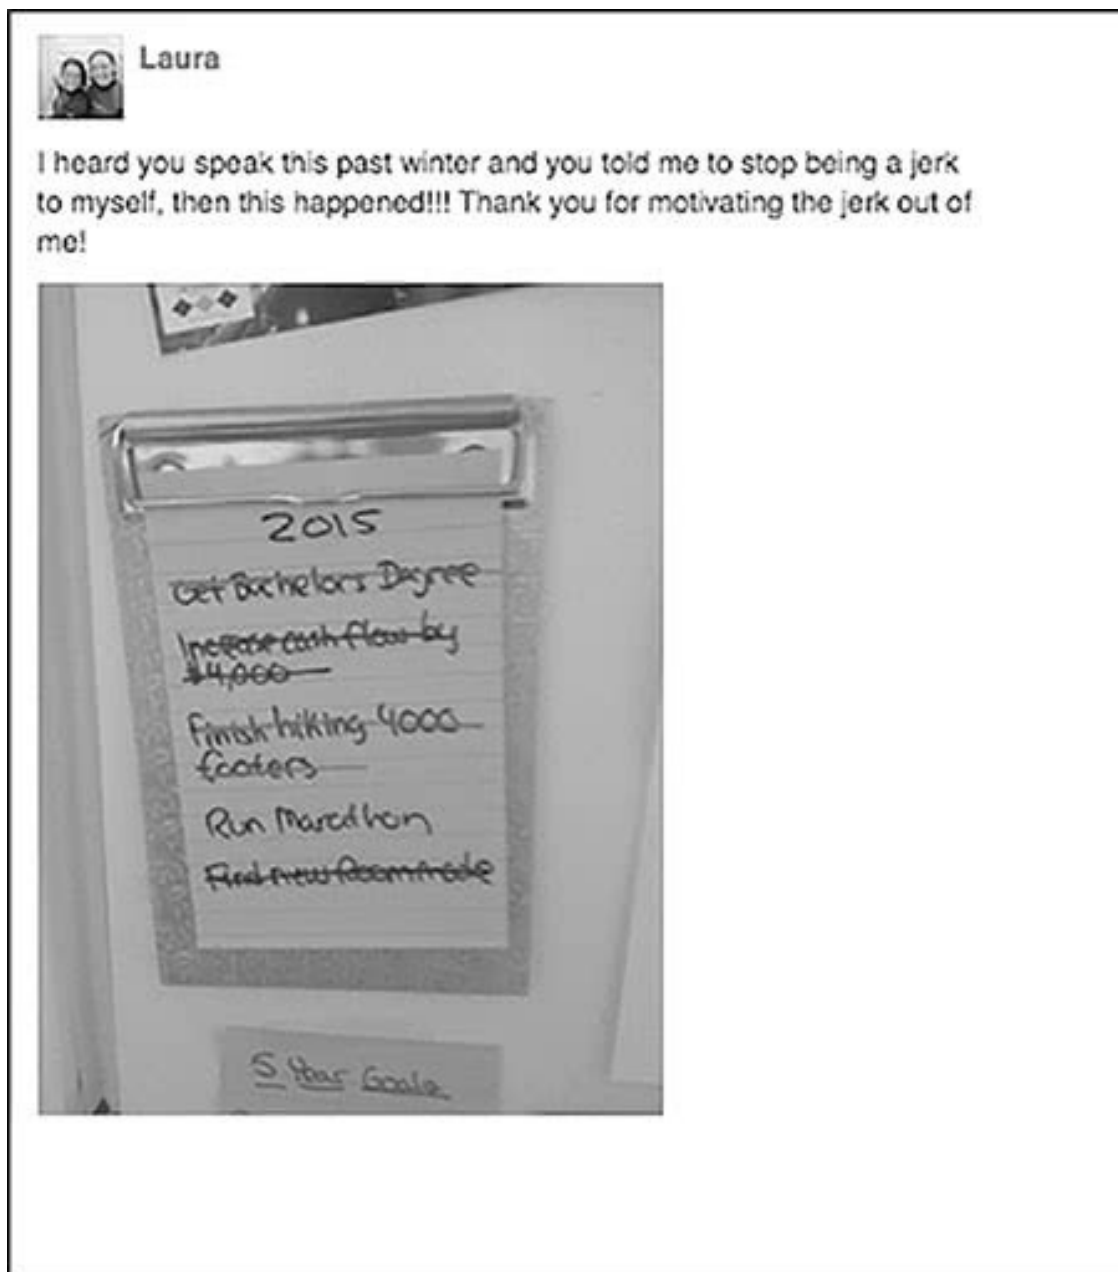 Laura
I heard you speak this past winter and you told me to stop being a jerk
to myself, then this happened!!! Thank you for motivating the jerk out of
me!
2015
Get Bachelors Degree
Increase cash flow by
$4,000
Finish hiking 4000
footers
Run Marathon
Find new Roommate
5 Year Goals